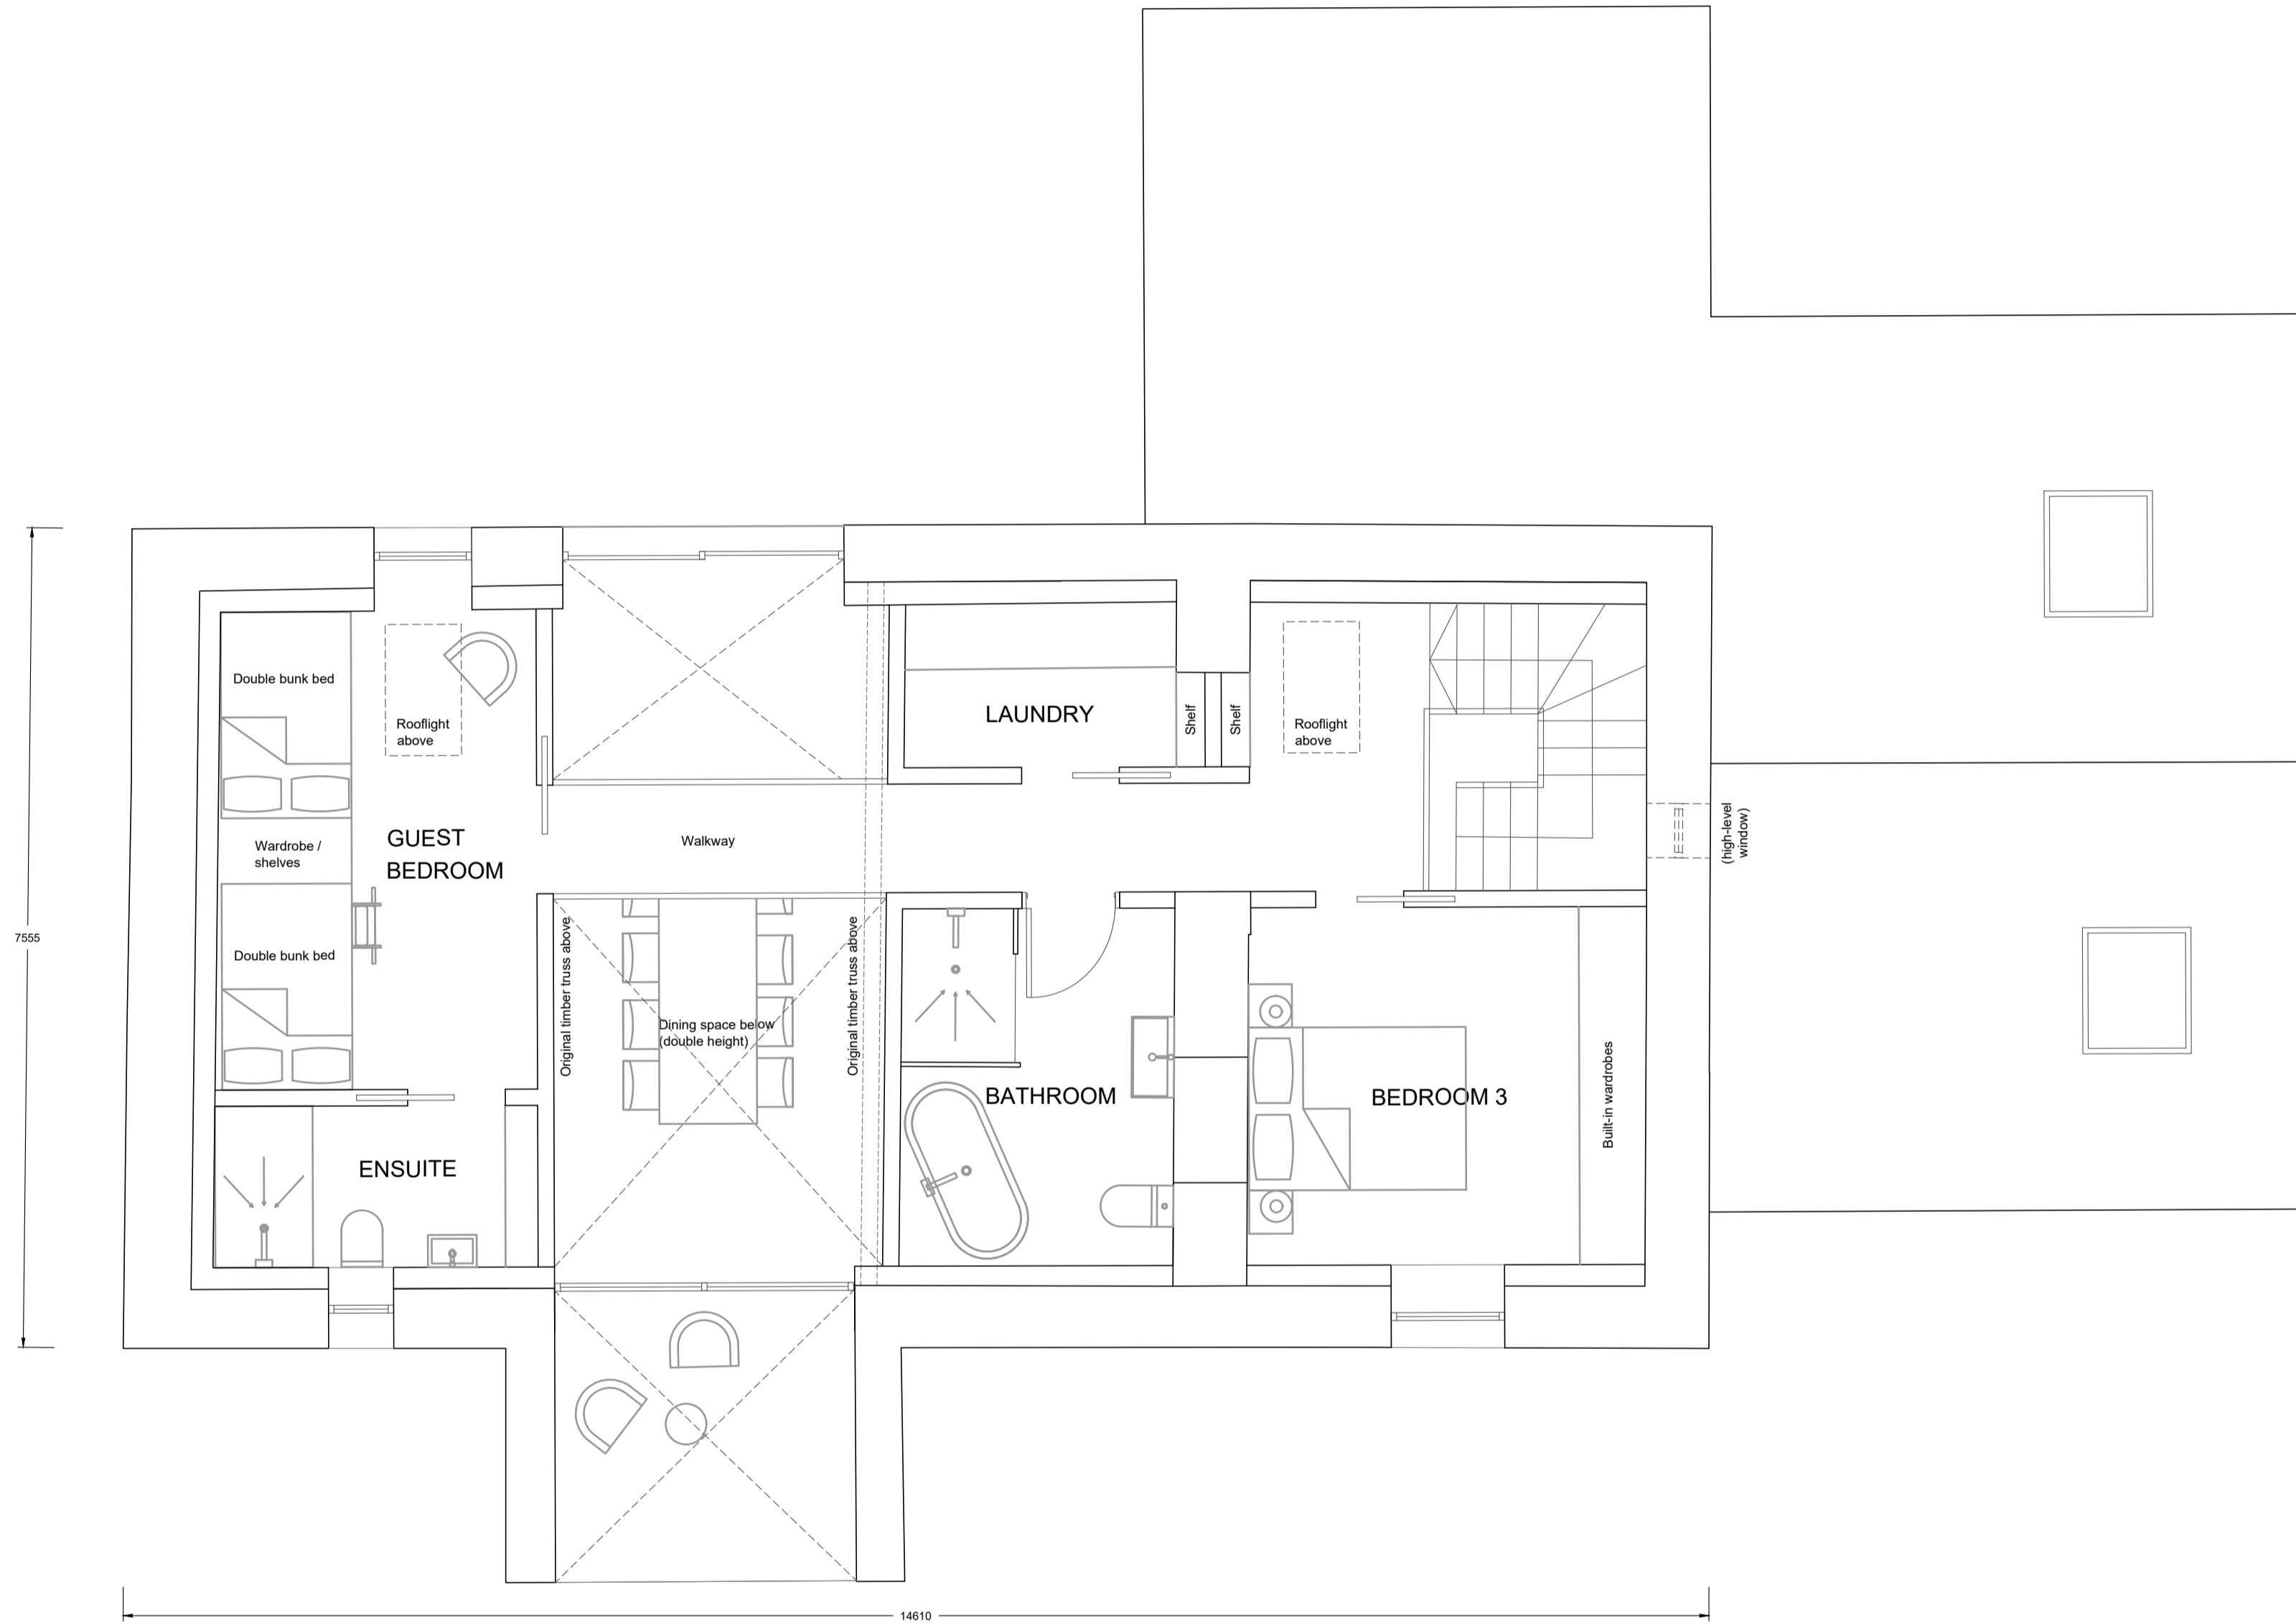 Double bunk bed
Rooflight
above
LAUNDRY
Shelf
Shelf
Rooflight
above
GUEST
BEDROOM
Wardrobe /
shelves
Walkway
(high-level
window)
7555
Double bunk bed
Original timber truss above
Dining space below
(double height)
Original timber truss above
BATHROOM
BEDROOM 3
Built-in wardrobes
ENSUITE
14610